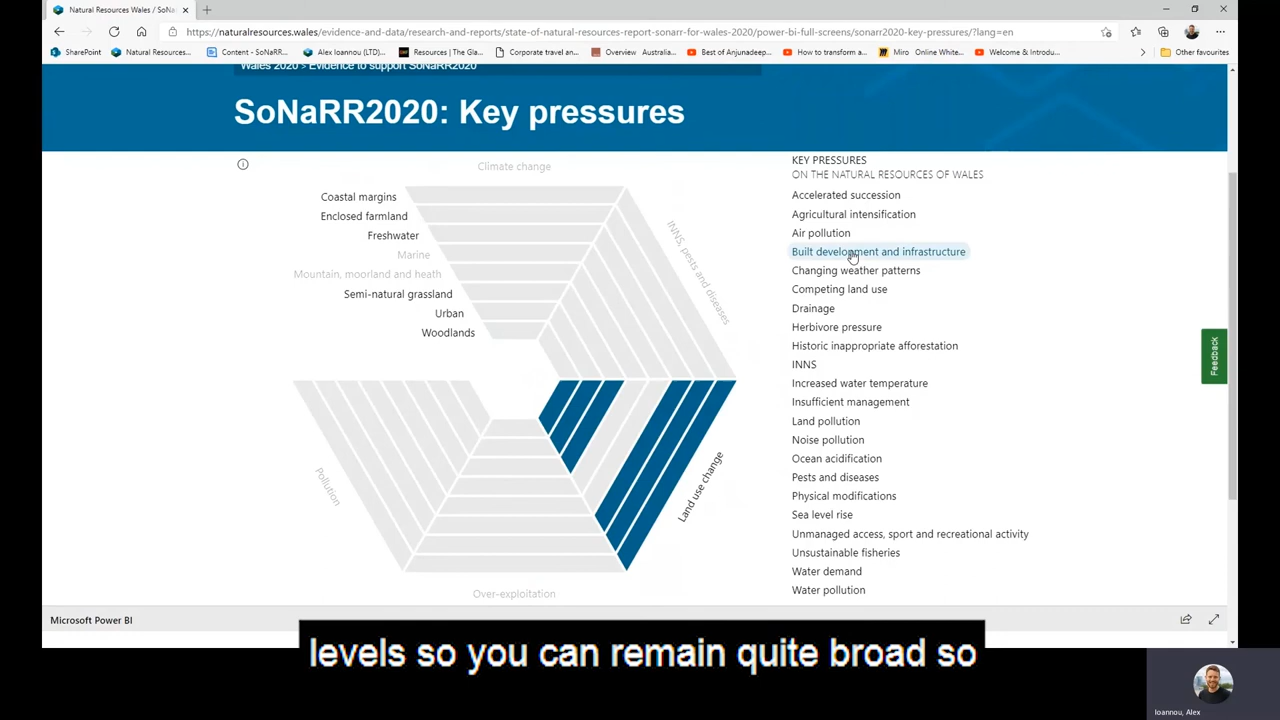 Natural Resources Wales / SoNa
https://naturalresources.wales/evidence-and-data/research-and-reports/state-of-natural-resources-report-sonarr-for-wales-2020/power-bi-full-screens/sonarr2020-key-pressures/?lang=en
SharePoint
Natural Resources...
Content - SoNaRR...
Alex Ioannou (LTD)...
Resources | The Gla...
Corporate travel an...
Overview Australia...
Best of Anjunadeep...
How to transform a...
Miro Online White...
Welcome & Introdu...
Other favourites
Wales 2020 > Evidence to support SoNaRR2020
SoNaRR2020: Key pressures
Climate change
Coastal margins
Enclosed farmland
Freshwater
Marine
Mountain, moorland and heath
Semi-natural grassland
Urban
Woodlands
INNS, pests and diseases
Land use change
Over-exploitation
Pollution
KEY PRESSURES
ON THE NATURAL RESOURCES OF WALES
Accelerated succession
Agricultural intensification
Air pollution
Built development and infrastructure
Changing weather patterns
Competing land use
Drainage
Herbivore pressure
Historic inappropriate afforestation
INNS
Increased water temperature
Insufficient management
Land pollution
Noise pollution
Ocean acidification
Pests and diseases
Physical modifications
Sea level rise
Unmanaged access, sport and recreational activity
Unsustainable fisheries
Water demand
Water pollution
Feedback
Microsoft Power BI
levels so you can remain quite broad so
Ioannou, Alex